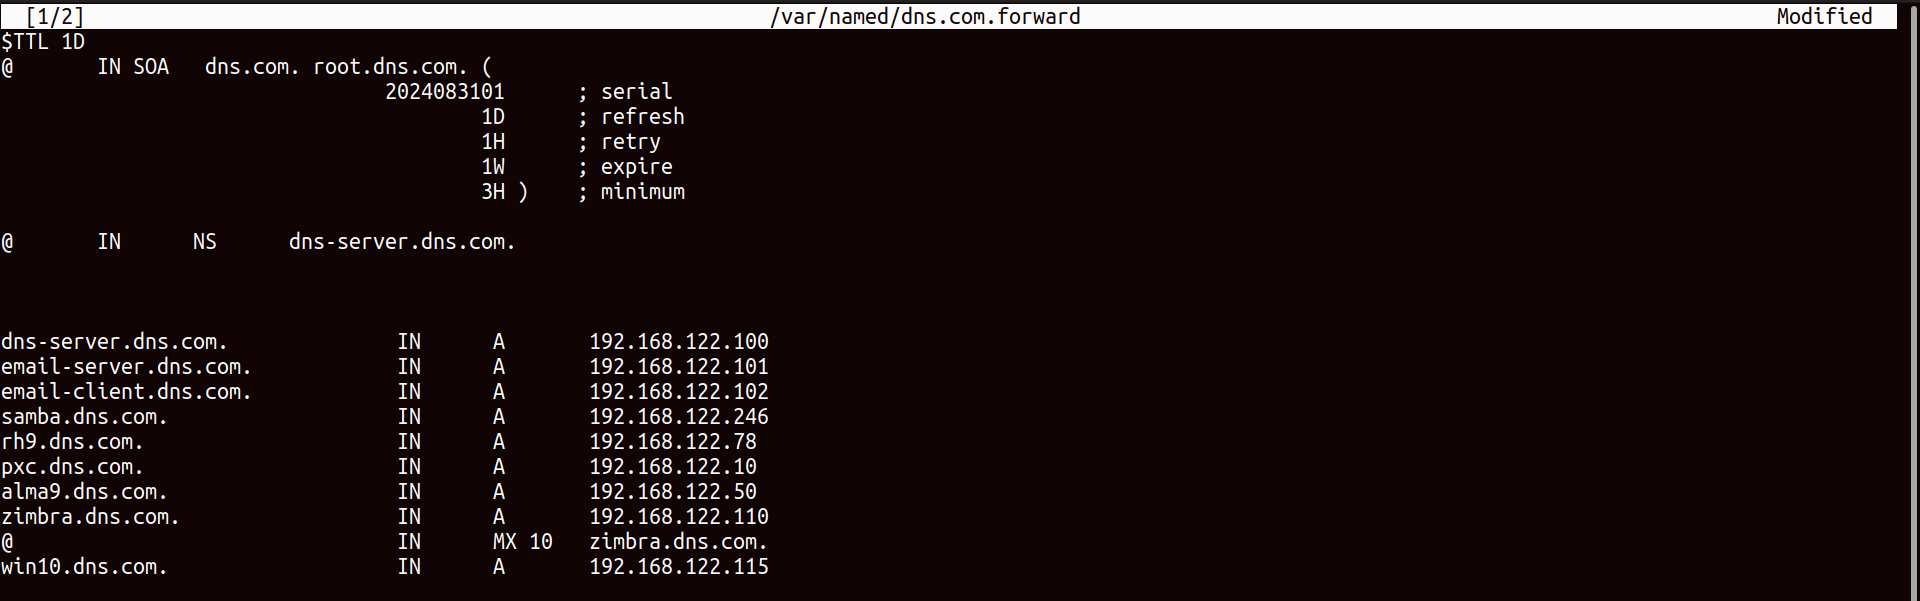 [1/2] /var/named/dns.com.forward Modified
$TTL 1D
@ IN SOA dns.com. root.dns.com. (
2024083101 ; serial
1D ; refresh
1H ; retry
1W ; expire
3H ) ; minimum
@ IN NS dns-server.dns.com.
dns-server.dns.com. IN A 192.168.122.100
email-server.dns.com. IN A 192.168.122.101
email-client.dns.com. IN A 192.168.122.102
samba.dns.com. IN A 192.168.122.246
rh9.dns.com. IN A 192.168.122.78
pxc.dns.com. IN A 192.168.122.10
alma9.dns.com. IN A 192.168.122.50
zimbra.dns.com. IN A 192.168.122.110
@ IN MX 10 zimbra.dns.com.
win10.dns.com. IN A 192.168.122.115